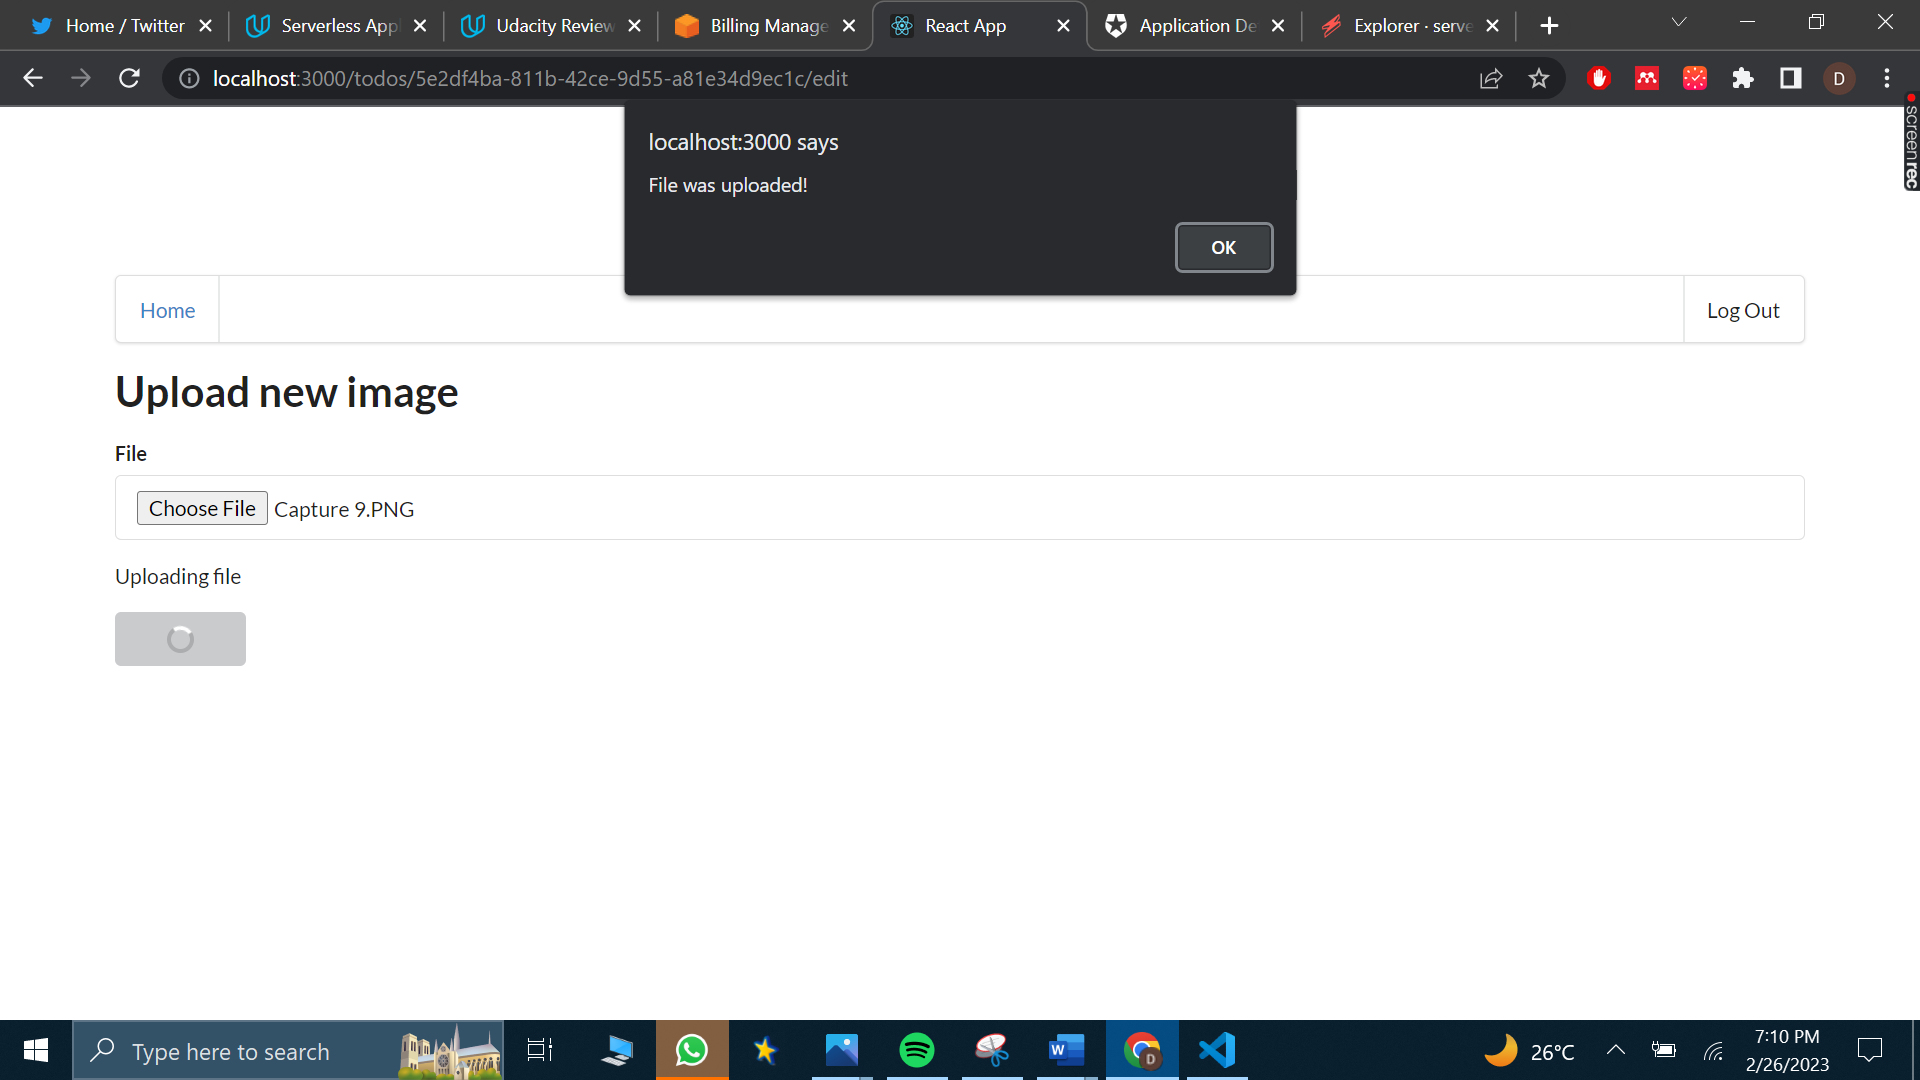 Home / Twitter
Serverless Appl
Udacity Review
Billing Manage
React App
Application De
Explorer · serve
localhost:3000/todos/5e2df4ba-811b-42ce-9d55-a81e34d9ec1c/edit
D
screenrec
localhost:3000 says
File was uploaded!
OK
Home
Log Out
Upload new image
File
Choose File Capture 9.PNG
Uploading file
Type here to search
W
D
26°C
7:10 PM
2/26/2023